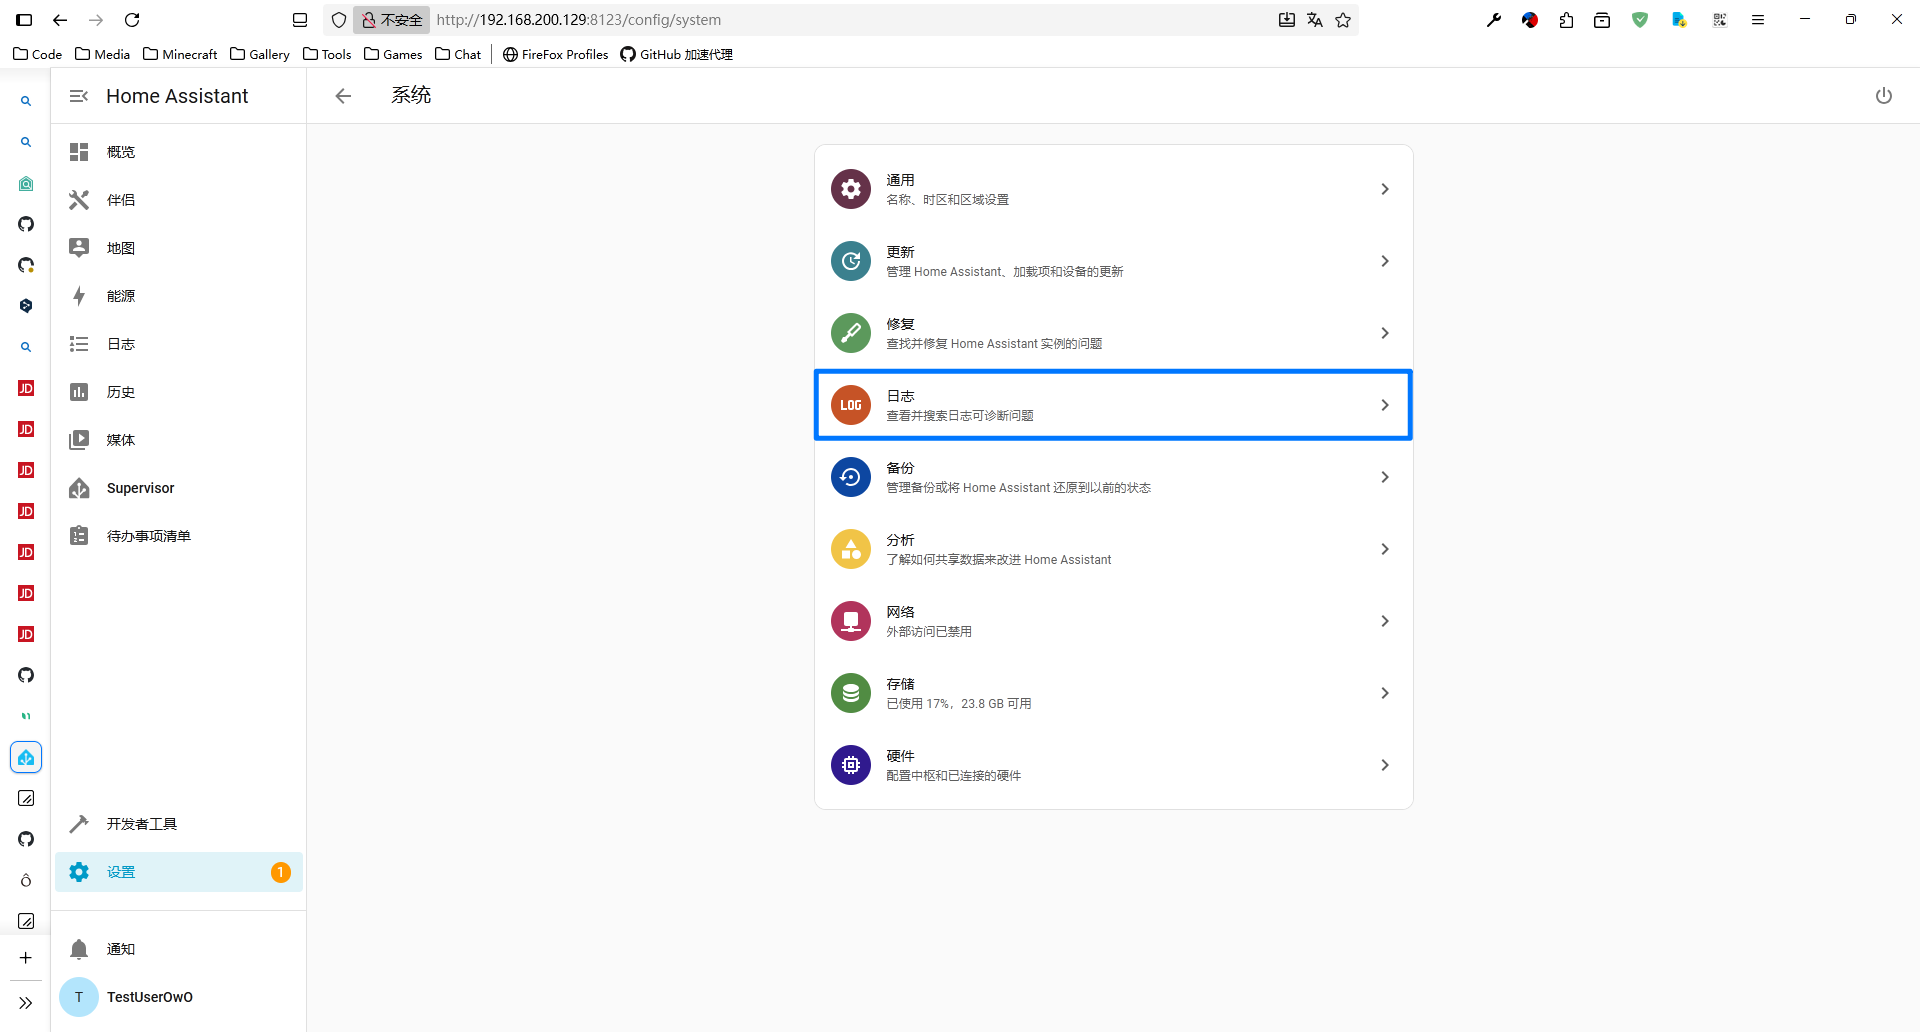 不安全
http://192.168.200.129:8123/config/system
Code
Media
Minecraft
Gallery
Tools
Games
Chat
FireFox Profiles
GitHub 加速代理
Home Assistant
系统
概览
伴侣
地图
能源
日志
历史
媒体
Supervisor
待办事项清单
开发者工具
设置
1
通知
T
TestUserOwO
JD
JD
JD
JD
JD
JD
JD
通用
名称、时区和区域设置
更新
管理 Home Assistant、加载项和设备的更新
修复
查找并修复 Home Assistant 实例的问题
LOG
日志
查看并搜索日志可诊断问题
备份
管理备份或将 Home Assistant 还原到以前的状态
分析
了解如何共享数据来改进 Home Assistant
网络
外部访问已禁用
存储
已使用 17%，23.8 GB 可用
硬件
配置中枢和已连接的硬件